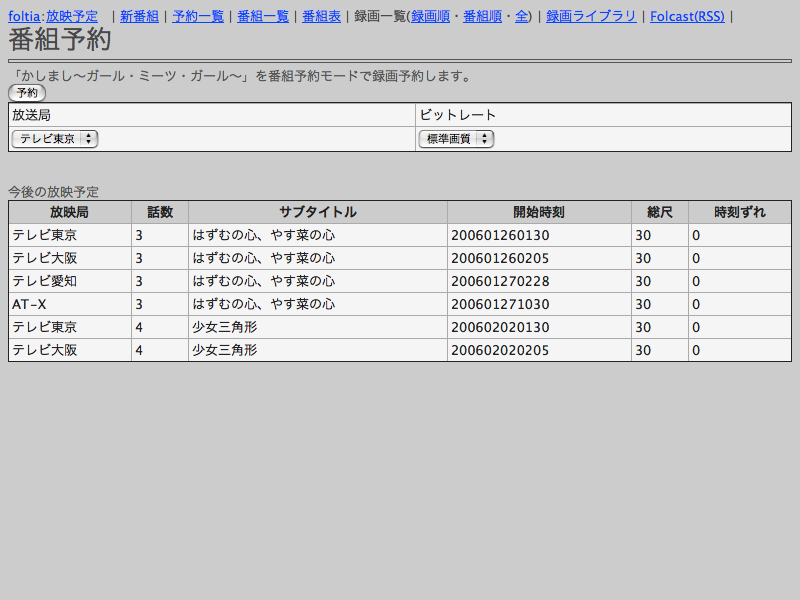 foltia:放映予定 | 新番組 | 予約一覧 | 番組一覧 | 番組表 | 録画一覧(録画順・番組順・全) | 録画ライブラリ | Folcast(RSS) |
番組予約
「かしまし〜ガール・ミーツ・ガール〜」を番組予約モードで録画予約します。
予約
放送局 ビットレート
テレビ東京 標準画質
今後の放映予定
放映局 話数 サブタイトル 開始時刻 総尺 時刻ずれ
テレビ東京 3 はずむの心、やす菜の心 200601260130 30 0
テレビ大阪 3 はずむの心、やす菜の心 200601260205 30 0
テレビ愛知 3 はずむの心、やす菜の心 200601270228 30 0
AT-X 3 はずむの心、やす菜の心 200601271030 30 0
テレビ東京 4 少女三角形 200602020130 30 0
テレビ大阪 4 少女三角形 200602020205 30 0